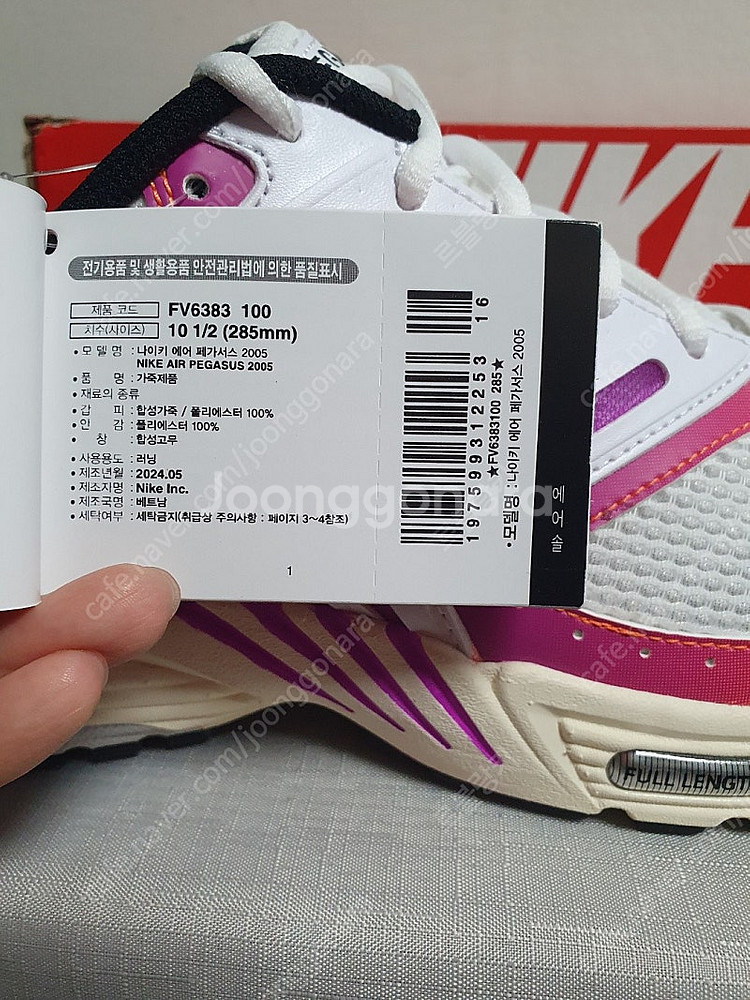 NIKE
전기용품 및 생활용품 안전관리법에 의한 품질표시
제품 코드 FV6383 100
치수(사이즈) 10 1/2 (285mm)
• 모 델 명 : 나이키 에어 페가서스 2005
NIKE AIR PEGASUS 2005
• 품 명 : 가죽제품
• 재료의 종류
• 갑 피 : 합성가죽 / 폴리에스터 100%
• 안 감 : 폴리에스터 100%
• 창 : 합성고무
• 사용용도 : 러닝
• 제조년월 : 2024.05
• 제조자명 : Nike Inc.
• 제조국명 : 베트남
• 세탁여부 : 세탁금지(취급상 주의사항 : 페이지 3~4참조)
1
16
197599312253
★FV6383100 285★
• 모델명 : 나이키 에어 페가서스 2005
에어 솔
FULL LENGT
Joonggonara
cafe.naver.com/joonggonara